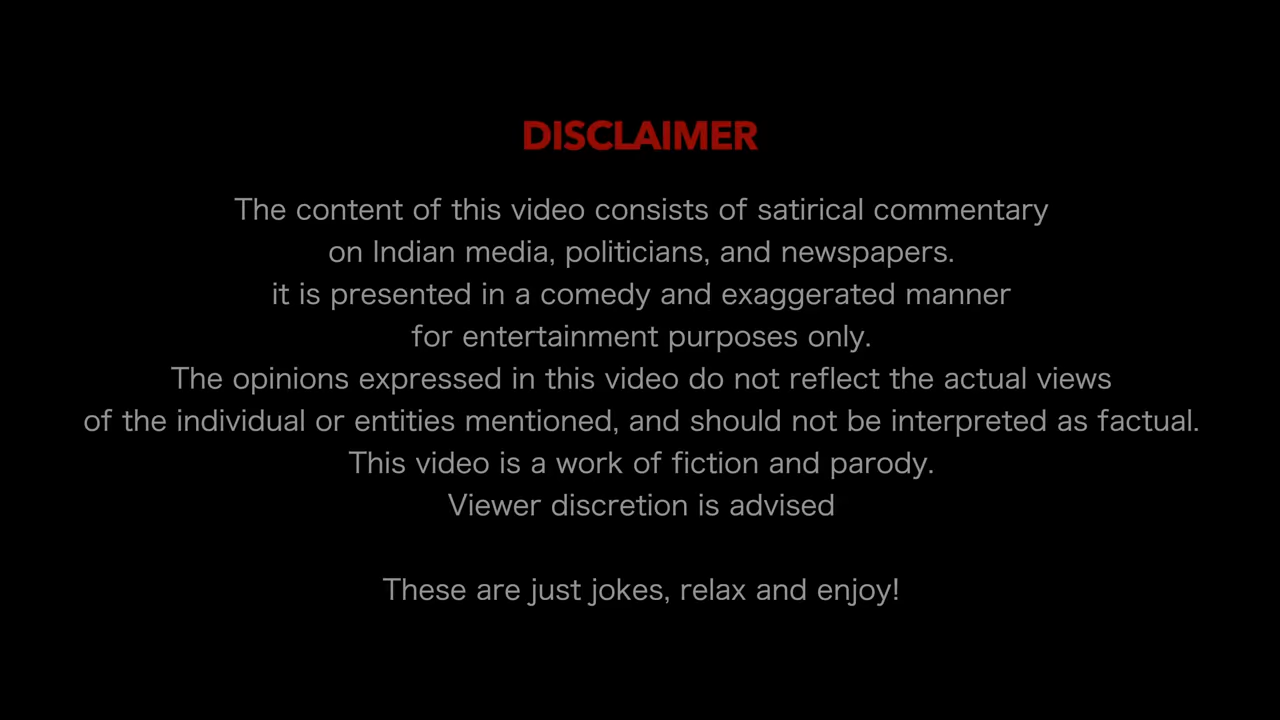 DISCLAIMER
The content of this video consists of satirical commentary
on Indian media, politicians, and newspapers.
it is presented in a comedy and exaggerated manner
for entertainment purposes only.
The opinions expressed in this video do not reflect the actual views
of the individual or entities mentioned, and should not be interpreted as factual.
This video is a work of fiction and parody.
Viewer discretion is advised
These are just jokes, relax and enjoy!